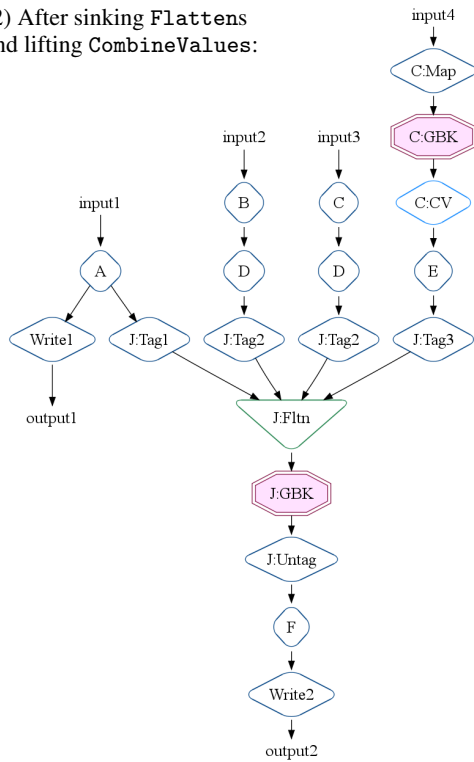 2) After sinking Flattens
nd lifting CombineValues:
input4
C:Map
input2
input3
C:GBK
input1
B
C
C:CV
A
D
D
E
Write1
J:Tag1
J:Tag2
J:Tag2
J:Tag3
output1
J:Fltn
J:GBK
J:Untag
F
Write2
output2